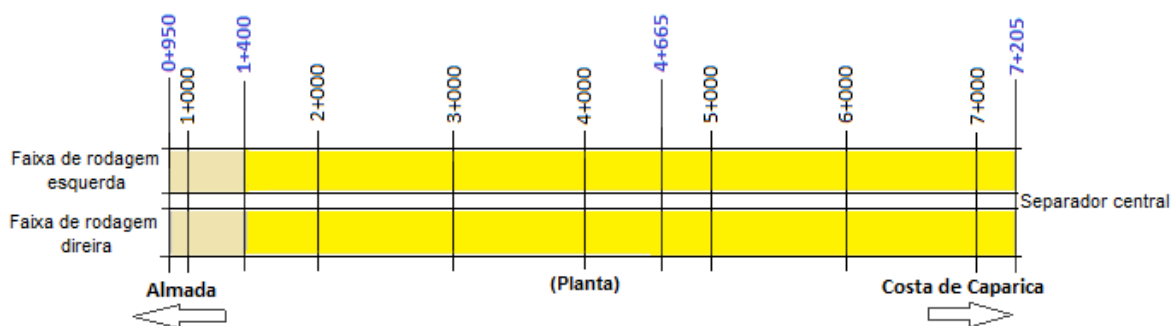 0+950
1+000
1+400
2+000
3+000
4+000
4+665
5+000
6+000
7+000
7+205
Faixa de rodagem
esquerda
Separador central
Faixa de rodagem
direira
Almada
(Planta)
Costa de Caparica